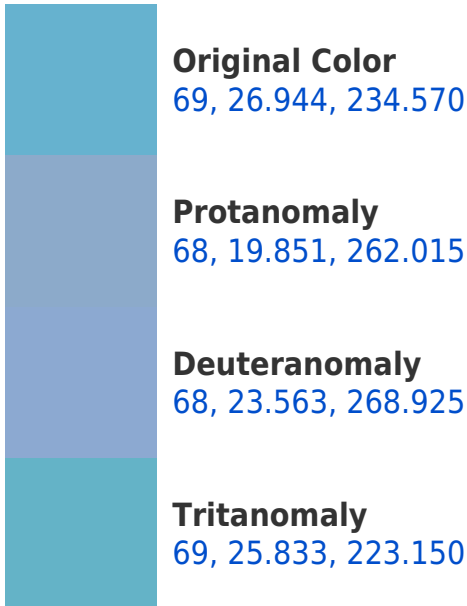 Original Color
69, 26.944, 234.570
Protanomaly
68, 19.851, 262.015
Deuteranomaly
68, 23.563, 268.925
Tritanomaly
69, 25.833, 223.150